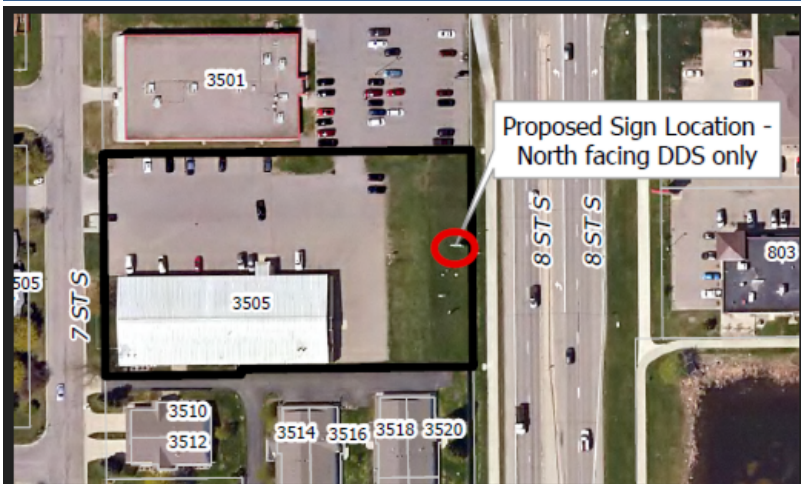 3501
Proposed Sign Location -
North facing DDS only
8 ST S
8 ST S
7 ST S
505
3505
803
3510
3512
3514
3516
3518
3520